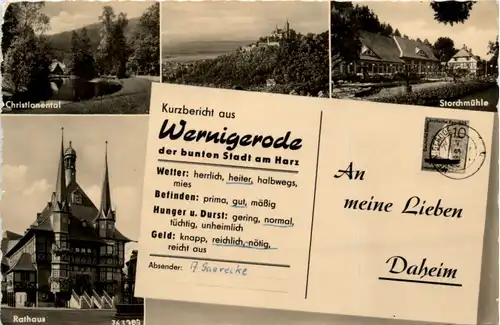 Christianental
Storchmühle
Kurzbericht aus
Wernigerode
der bunten Stadt am Harz
Wetter: herrlich, heiter, halbwegs,
mies
Befinden: prima, gut, mäßig
Hunger u. Durst: gering, normal,
tüchtig, unheimlich
Geld: knapp, reichlich, nötig,
reicht aus
Absender:
10
An
meine Lieben
Daheim
Rathaus